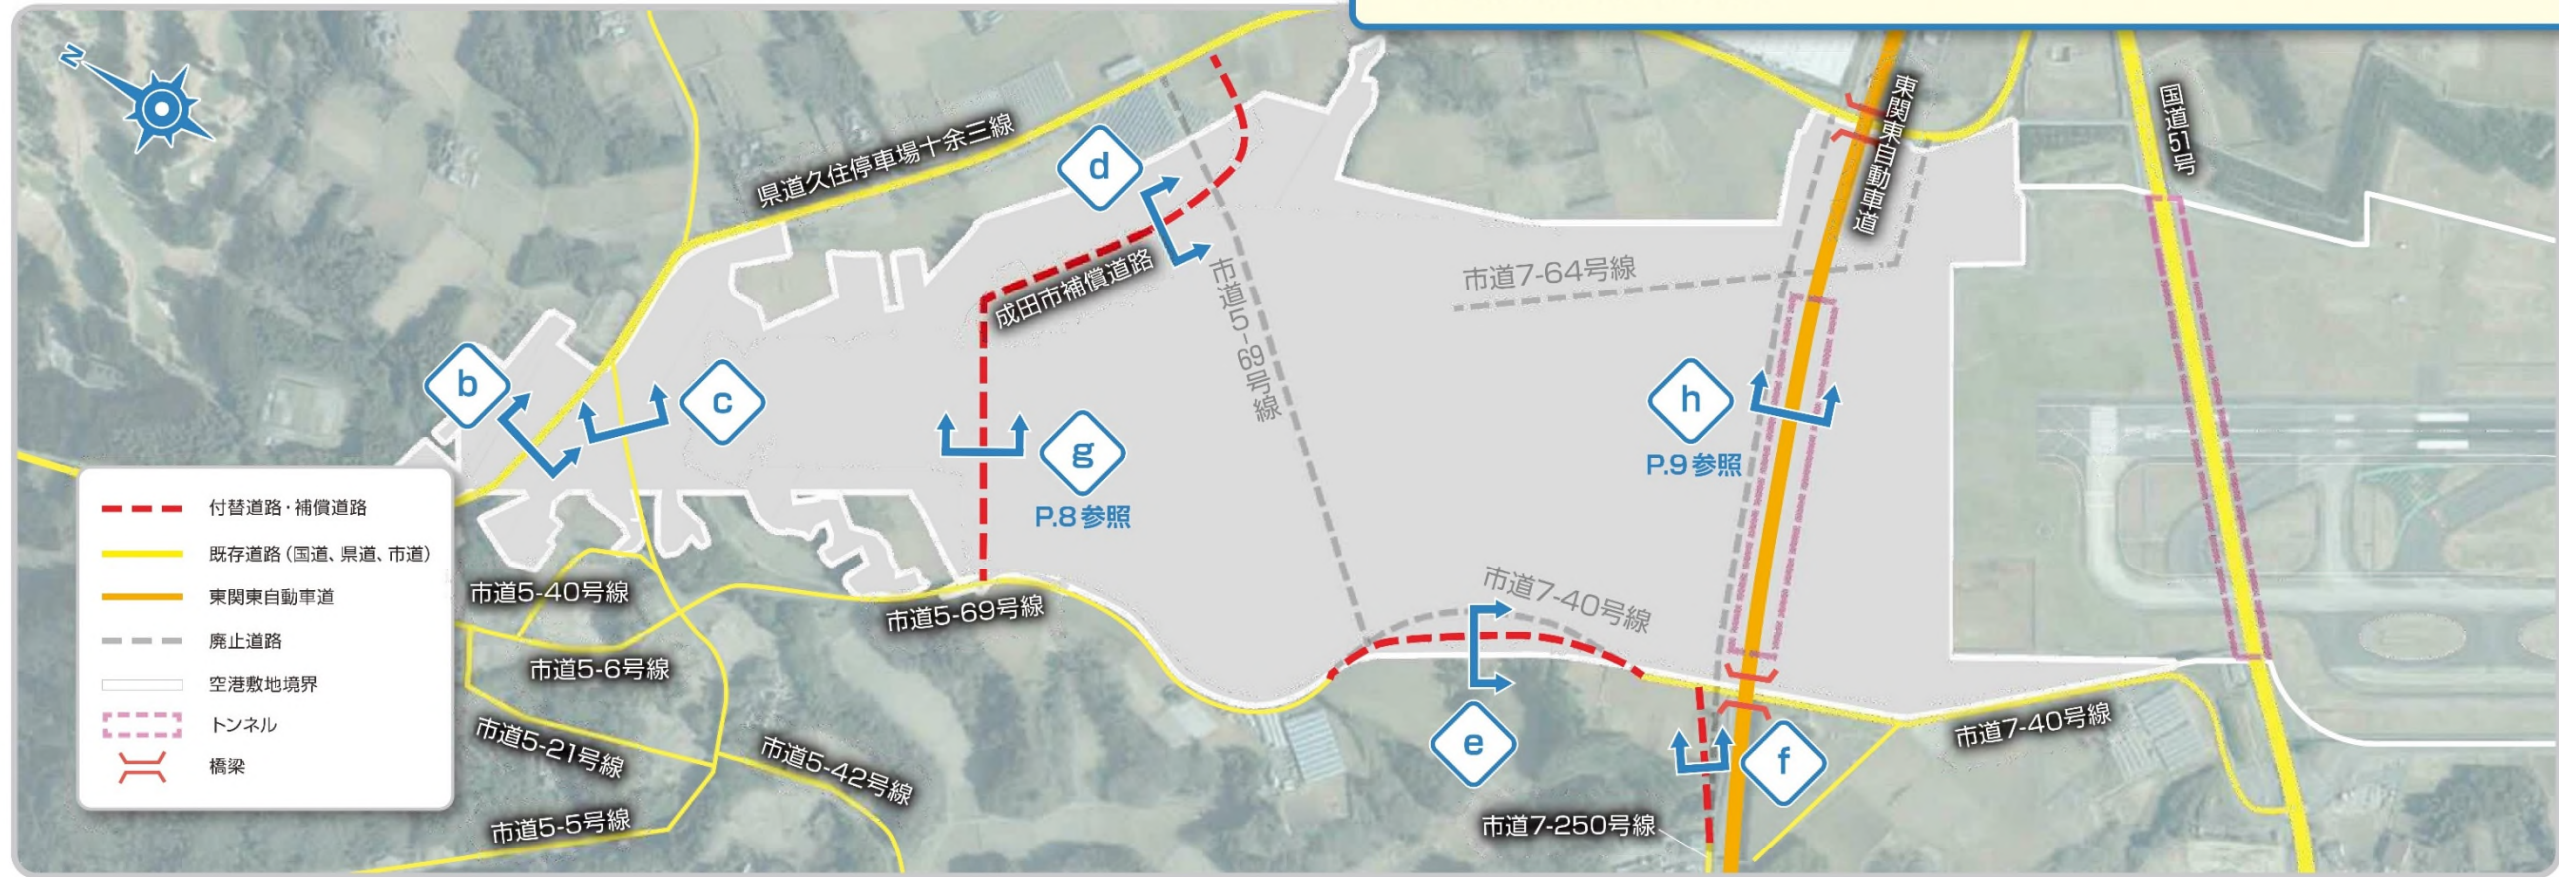 N
県道久住停車場十余三線
d
東関東自動車道
国道51号
成田市補償道路
市道5-69号線
市道7-64号線
b
c
g
P.8参照
h
P.9参照
付替道路・補償道路
既存道路（国道、県道、市道）
東関東自動車道
廃止道路
空港敷地境界
トンネル
橋梁
市道5-40号線
市道5-69号線
市道7-40号線
市道5-6号線
市道5-21号線
市道5-42号線
市道5-5号線
e
f
市道7-40号線
市道7-250号線